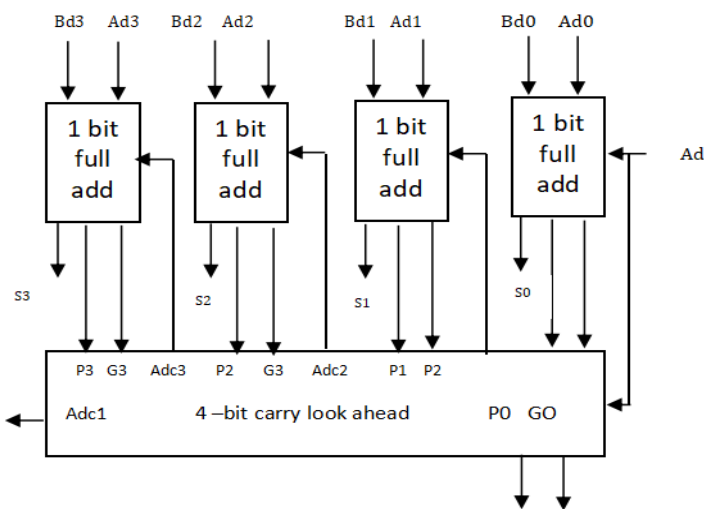 Bd3 Ad3 Bd2 Ad2 Bd1 Ad1 Bd0 Ad0
1 bit full add
1 bit full add
1 bit full add
1 bit full add
Ad
S3 S2 S1 S0
P3 G3 Adc3 P2 G3 Adc2 P1 P2
Adc1 4 –bit carry look ahead P0 GO